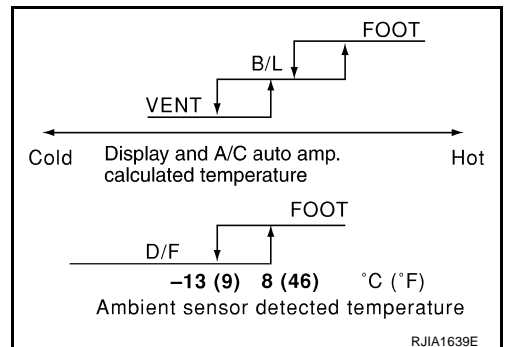 FOOT
B/L
VENT
Cold Display and A/C auto amp. Hot
calculated temperature
FOOT
D/F
–13 (9) 8 (46) °C (°F)
Ambient sensor detected temperature
RJIA1639E